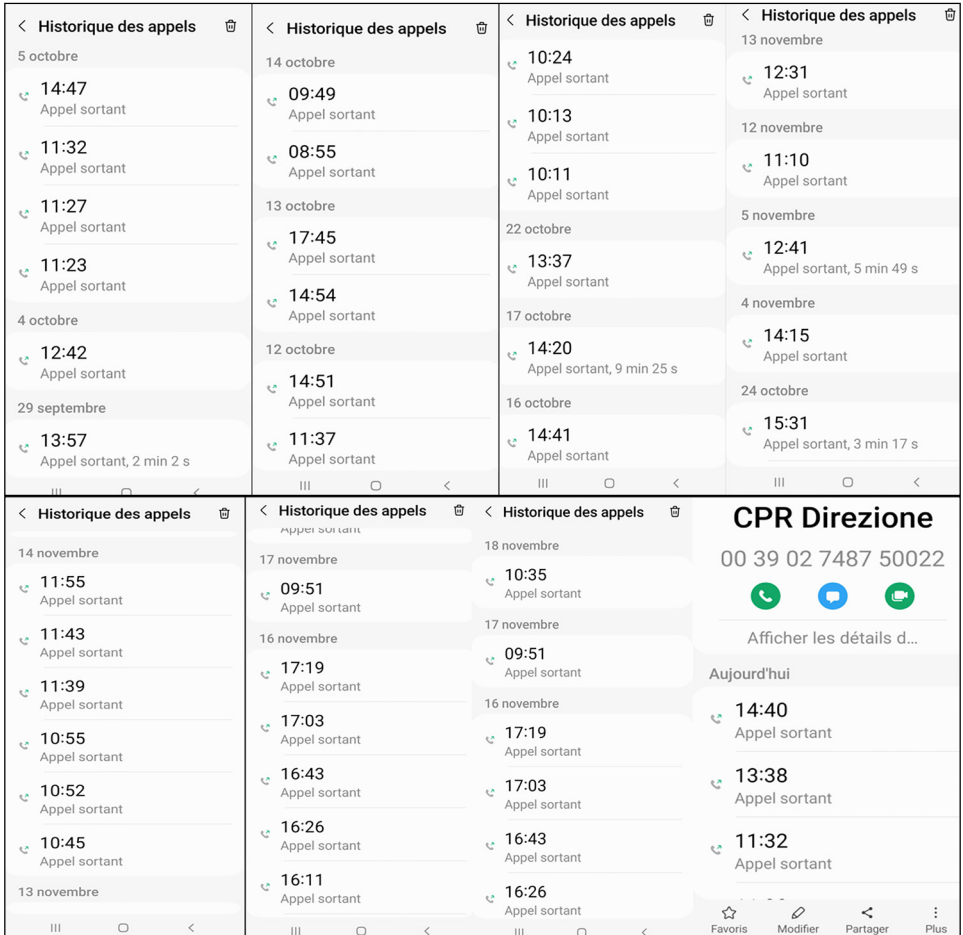 Historique des appels
5 octobre
14:47
Appel sortant
11:32
Appel sortant
11:27
Appel sortant
11:23
Appel sortant
4 octobre
12:42
Appel sortant
29 septembre
13:57
Appel sortant, 2 min 2 s
Historique des appels
14 octobre
09:49
Appel sortant
08:55
Appel sortant
13 octobre
17:45
Appel sortant
14:54
Appel sortant
12 octobre
14:51
Appel sortant
11:37
Appel sortant
Historique des appels
10:24
Appel sortant
10:13
Appel sortant
10:11
Appel sortant
22 octobre
13:37
Appel sortant
17 octobre
14:20
Appel sortant, 9 min 25 s
16 octobre
14:41
Appel sortant
Historique des appels
13 novembre
12:31
Appel sortant
12 novembre
11:10
Appel sortant
5 novembre
12:41
Appel sortant, 5 min 49 s
4 novembre
14:15
Appel sortant
24 octobre
15:31
Appel sortant, 3 min 17 s
Historique des appels
14 novembre
11:55
Appel sortant
11:43
Appel sortant
11:39
Appel sortant
10:55
Appel sortant
10:52
Appel sortant
10:45
Appel sortant
13 novembre
Historique des appels
Appel sortant
17 novembre
09:51
Appel sortant
16 novembre
17:19
Appel sortant
17:03
Appel sortant
16:43
Appel sortant
16:26
Appel sortant
16:11
Appel sortant
Historique des appels
18 novembre
10:35
Appel sortant
17 novembre
09:51
Appel sortant
16 novembre
17:19
Appel sortant
17:03
Appel sortant
16:43
Appel sortant
16:26
Appel sortant
CPR Direzione
00 39 02 7487 50022
Afficher les détails d...
Aujourd'hui
14:40
Appel sortant
13:38
Appel sortant
11:32
Appel sortant
Favoris
Modifier
Partager
Plus